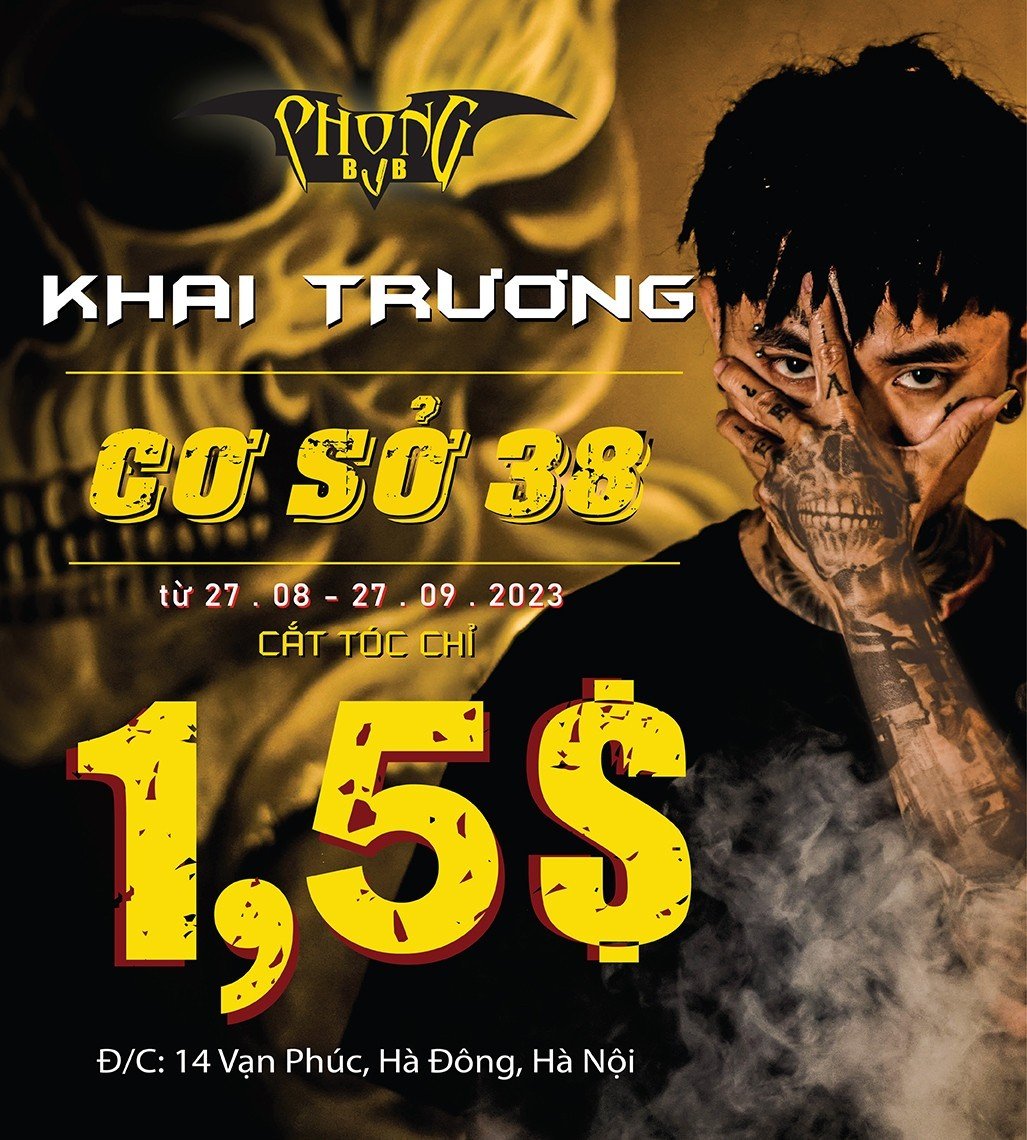 PHONG
BJB
KHAI TRƯƠNG
CƠ SỞ 38
từ 27 . 08 - 27 . 09 . 2023
CẮT TÓC CHỈ
1,5$
Đ/C: 14 Vạn Phúc, Hà Đông, Hà Nội